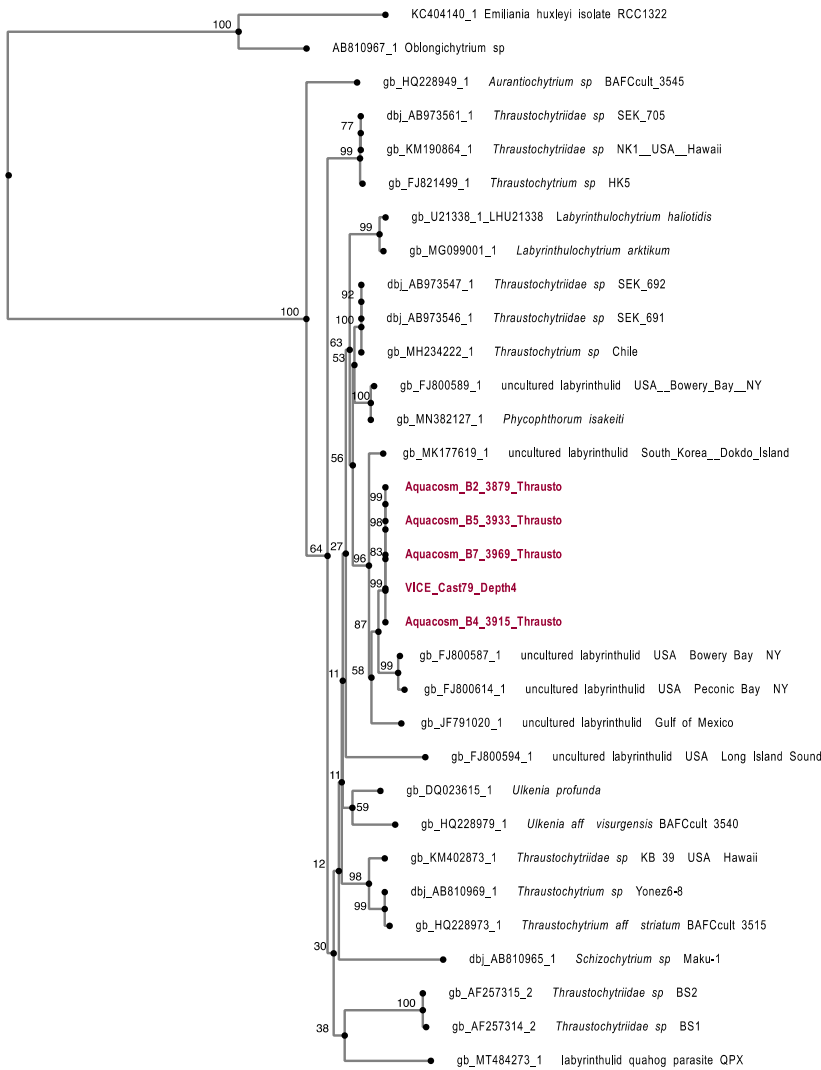 KC404140_1 Emiliania huxleyi isolate RCC1322
100
AB810967_1 Oblongichytrium sp
gb_HQ228949_1 Aurantiochytrium sp BAFCcult_3545
dbj_AB973561_1 Thraustochytriidae sp SEK_705
77
gb_KM190864_1 Thraustochytriidae sp NK1__USA__Hawaii
99
gb_FJ821499_1 Thraustochytrium sp HK5
gb_U21338_1_LHU21338 Labyrinthulochytrium haliotidis
99
gb_MG099001_1 Labyrinthulochytrium arktikum
dbj_AB973547_1 Thraustochytriidae sp SEK_692
92
100
dbj_AB973546_1 Thraustochytriidae sp SEK_691
100
63
gb_MH234222_1 Thraustochytrium sp Chile
53
gb_FJ800589_1 uncultured labyrinthulid USA__Bowery_Bay__NY
100
gb_MN382127_1 Phycophthorum isakeiti
gb_MK177619_1 uncultured labyrinthulid South_Korea__Dokdo_Island
56
Aquacosm_B2_3879_Thrausto
99
Aquacosm_B5_3933_Thrausto
98
64
27
Aquacosm_B7_3969_Thrausto
83
96
VICE_Cast79_Depth4
99
Aquacosm_B4_3915_Thrausto
87
gb_FJ800587_1 uncultured labyrinthulid USA Bowery Bay NY
99
11
58
gb_FJ800614_1 uncultured labyrinthulid USA Peconic Bay NY
gb_JF791020_1 uncultured labyrinthulid Gulf of Mexico
gb_FJ800594_1 uncultured labyrinthulid USA Long Island Sound
11
gb_DQ023615_1 Ulkenia profunda
59
gb_HQ228979_1 Ulkenia aff visurgensis BAFCcult 3540
gb_KM402873_1 Thraustochytriidae sp KB 39 USA Hawaii
12
98
dbj_AB810969_1 Thraustochytrium sp Yonez6-8
99
gb_HQ228973_1 Thraustochytrium aff striatum BAFCcult 3515
30
dbj_AB810965_1 Schizochytrium sp Maku-1
gb_AF257315_2 Thraustochytriidae sp BS2
100
gb_AF257314_2 Thraustochytriidae sp BS1
38
gb_MT484273_1 labyrinthulid quahog parasite QPX